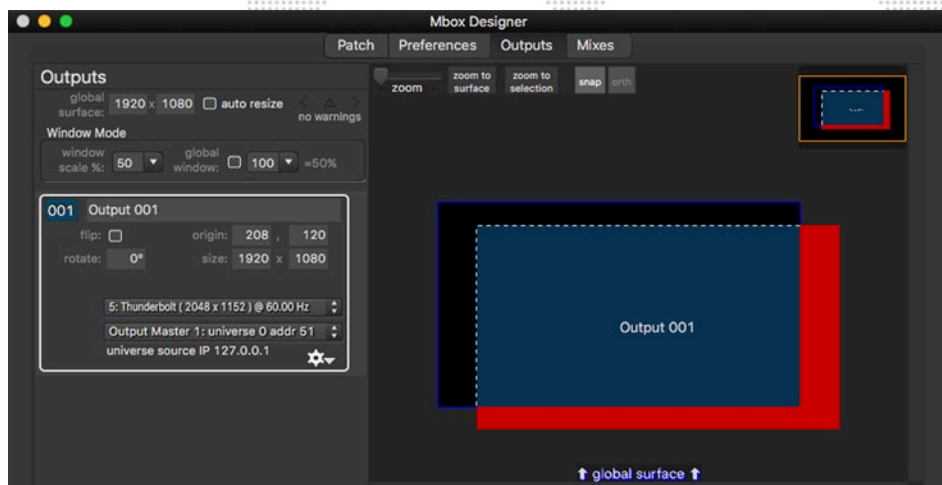 Mbox Designer
Patch Preferences Outputs Mixes
Outputs
global surface: 1920 x 1080 auto resize
no warnings
Window Mode
window scale %: 50 global window: 100 =50%
001 Output 001
flip: origin: 208 , 120
rotate: 0° size: 1920 x 1080
5: Thunderbolt ( 2048 x 1152 ) @ 60.00 Hz
Output Master 1: universe 0 addr 51
universe source IP 127.0.0.1
zoom zoom to surface zoom to selection snap orth
Output 001
⬆ global surface ⬆